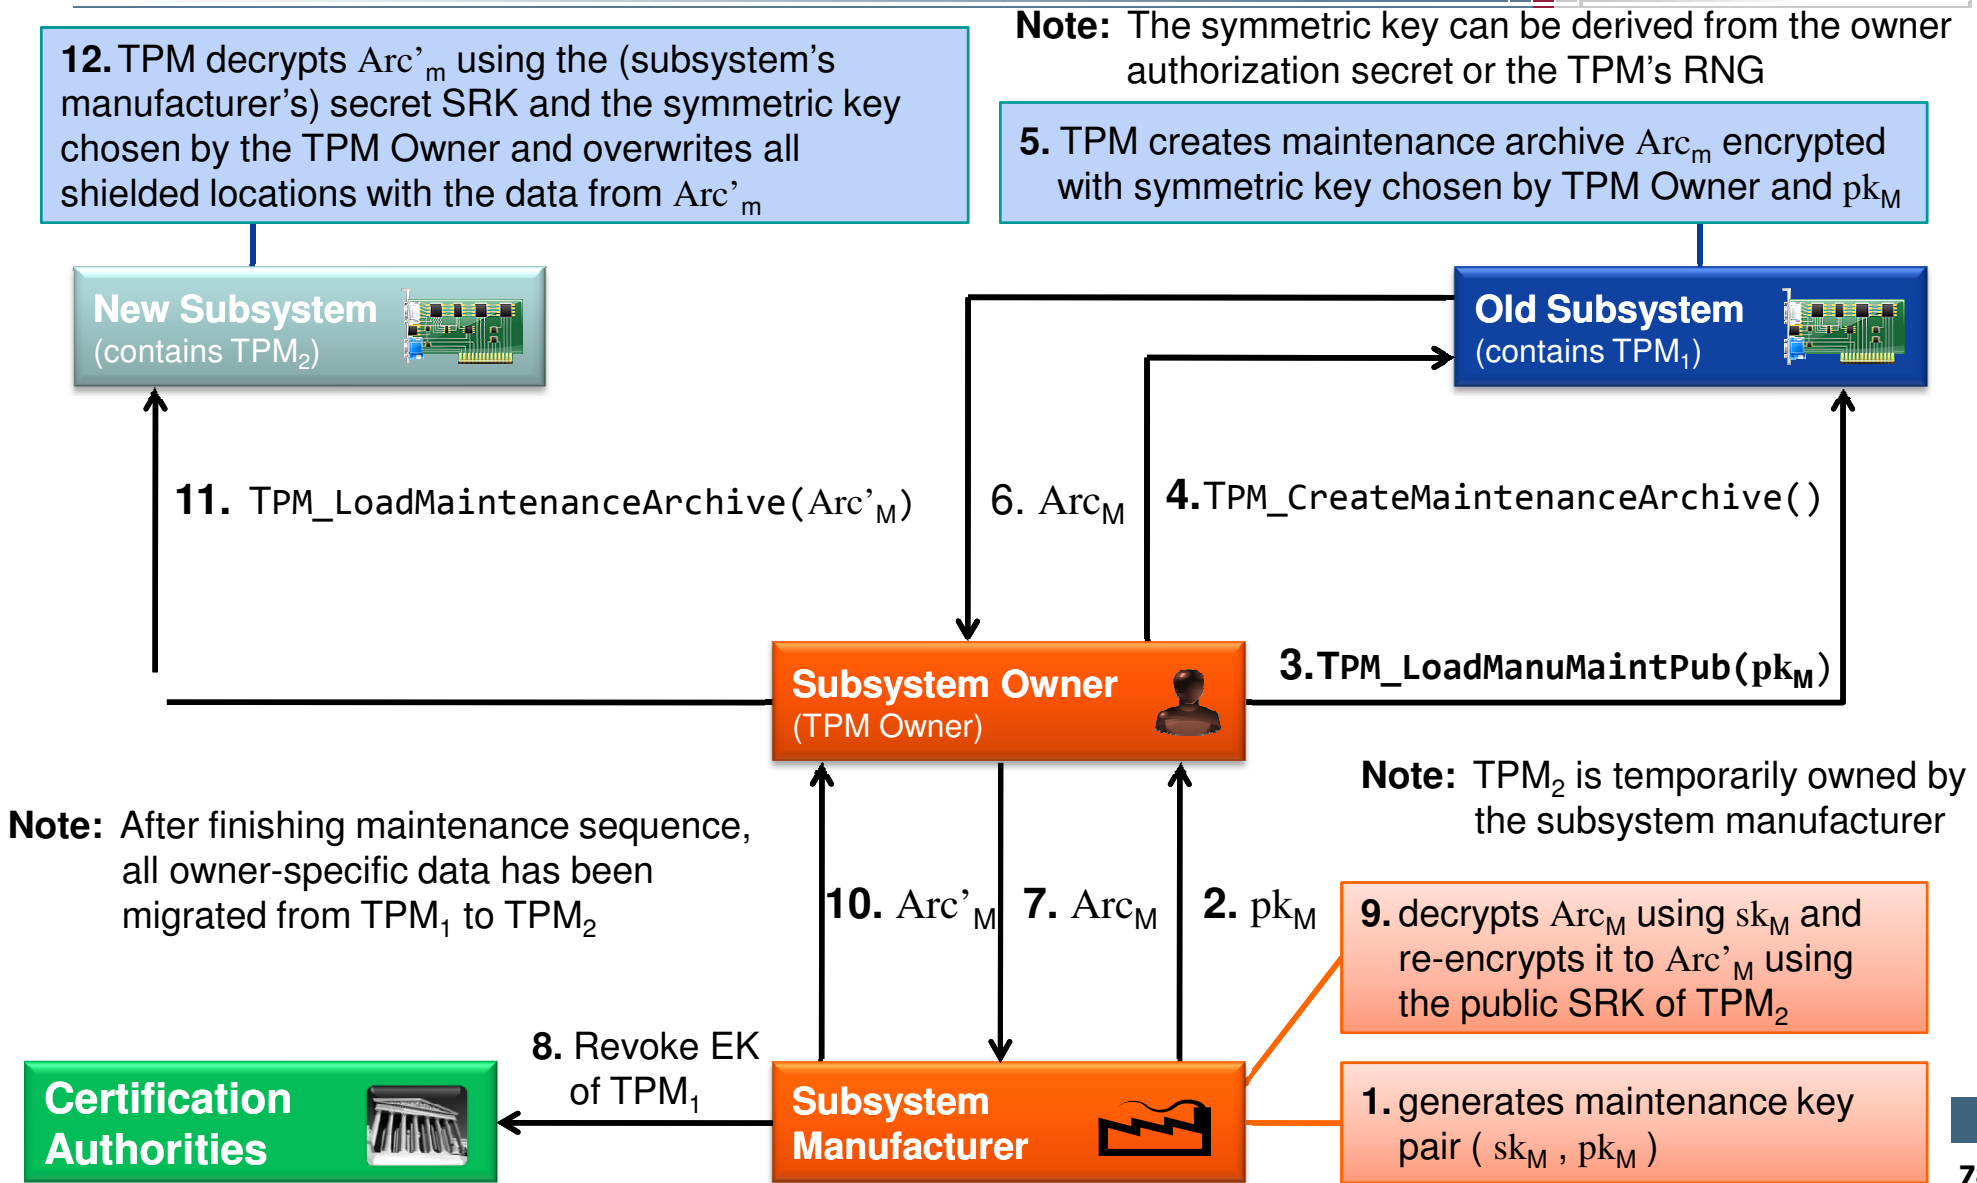 Note: The symmetric key can be derived from the owner
authorization secret or the TPM's RNG
12. TPM decrypts Arc’m using the (subsystem's
manufacturer's) secret SRK and the symmetric key
chosen by the TPM Owner and overwrites all
shielded locations with the data from Arc’m
5. TPM creates maintenance archive Arcm encrypted
with symmetric key chosen by TPM Owner and pkM
New Subsystem
(contains TPM2)
Old Subsystem
(contains TPM1)
11. TPM_LoadMaintenanceArchive(Arc’M)
6. ArcM
4.TPM_CreateMaintenanceArchive()
3.TPM_LoadManuMaintPub(pkM)
Subsystem Owner
(TPM Owner)
Note: TPM2 is temporarily owned by
the subsystem manufacturer
Note: After finishing maintenance sequence,
all owner-specific data has been
migrated from TPM1 to TPM2
10. Arc’M
7. ArcM
2. pkM
9. decrypts ArcM using skM and
re-encrypts it to Arc’M using
the public SRK of TPM2
8. Revoke EK
of TPM1
Certification
Authorities
Subsystem
Manufacturer
1. generates maintenance key
pair ( skM , pkM )